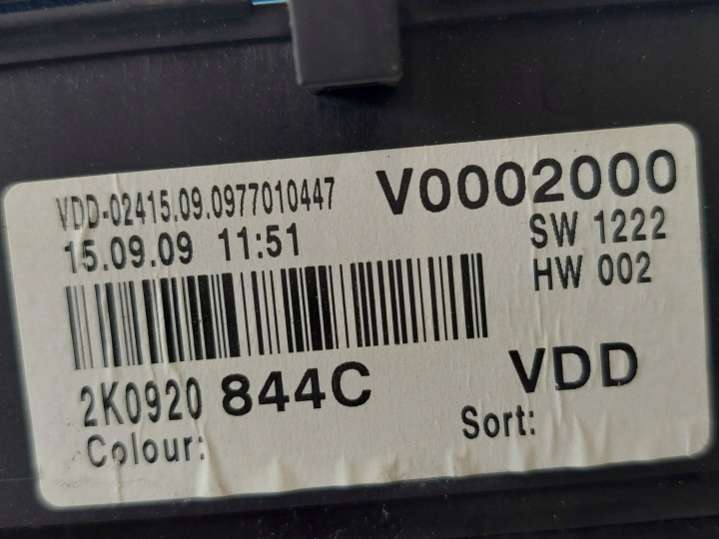 VDD-02415.09.0977010447 V0002000
15.09.09 11:51 SW 1222
HW 002
2K0920 844C VDD
Colour: Sort: